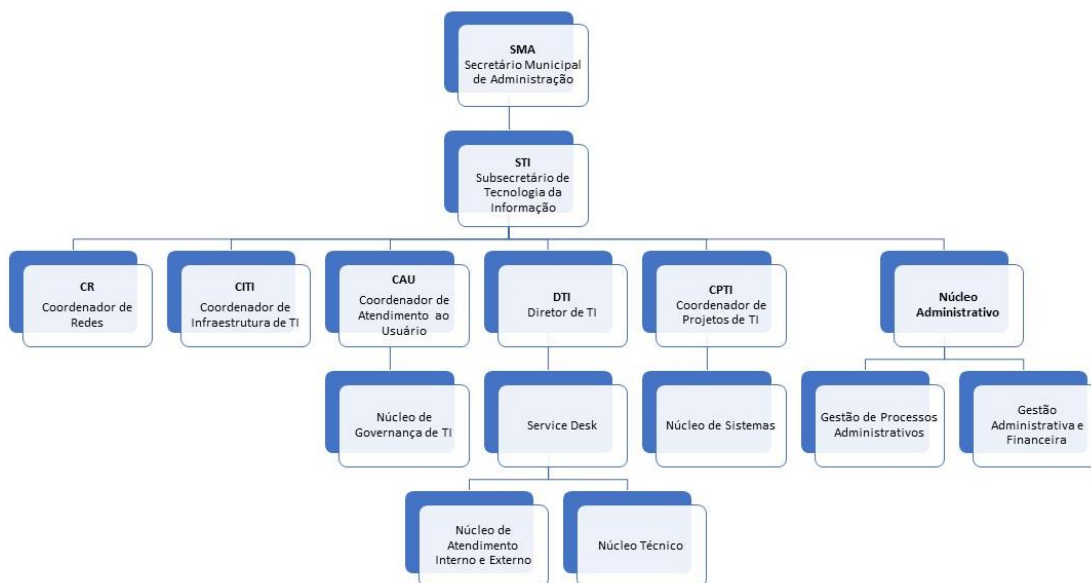 SMA
Secretário Municipal
de Administração
STI
Subsecretário de
Tecnologia da
Informação
CR
Coordenador de
Redes
CITI
Coordenador de
Infraestrutura de TI
CAU
Coordenador de
Atendimento ao
Usuário
DTI
Diretor de TI
CPTI
Coordenador de
Projetos de TI
Núcleo
Administrativo
Núcleo de
Governança de TI
Service Desk
Núcleo de Sistemas
Gestão de Processos
Administrativos
Gestão
Administrativa e
Financeira
Núcleo de
Atendimento
Interno e Externo
Núcleo Técnico